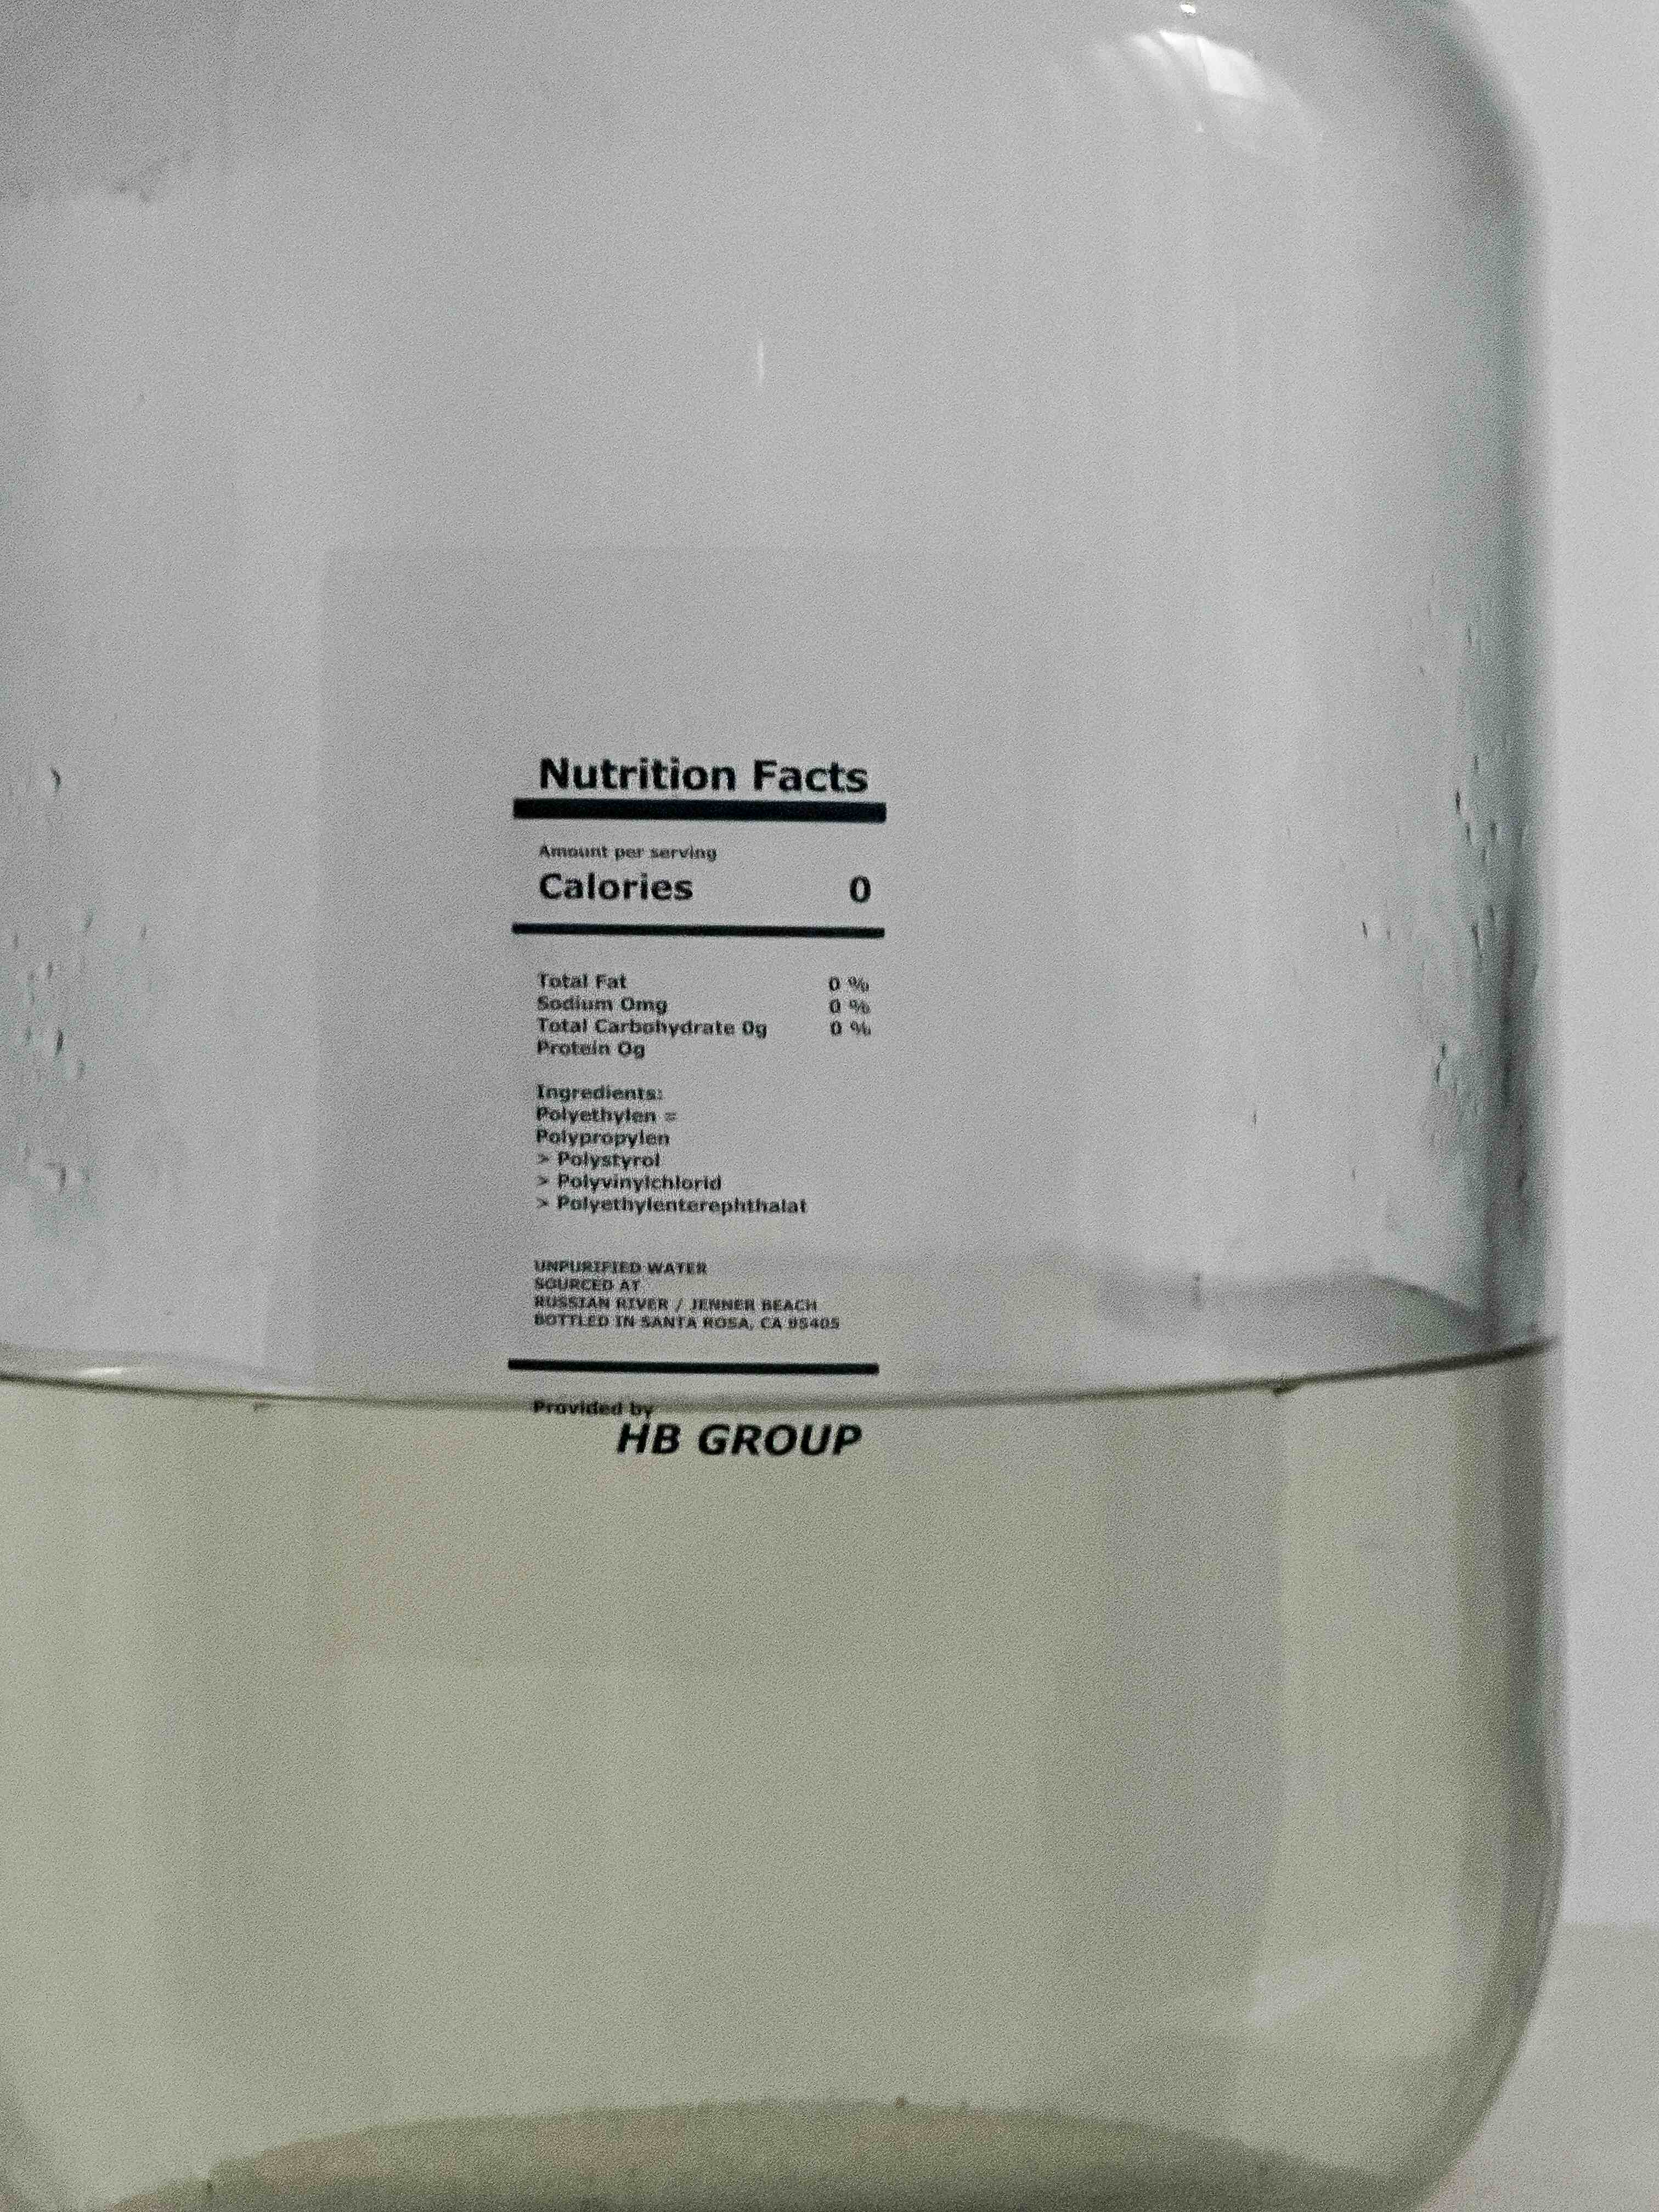 Nutrition Facts
Amount per serving
Calories 0
Total Fat 0 %
Sodium 0mg 0 %
Total Carbohydrate 0g 0 %
Protein 0g
Ingredients:
Polyethylen =
Polypropylen
> Polystyrol
> Polyvinylchlorid
> Polyethylenterephthalat
UNPURIFIED WATER
SOURCED AT
RUSSIAN RIVER / JENNER BEACH
BOTTLED IN SANTA ROSA, CA 95405
Provided by
HB GROUP